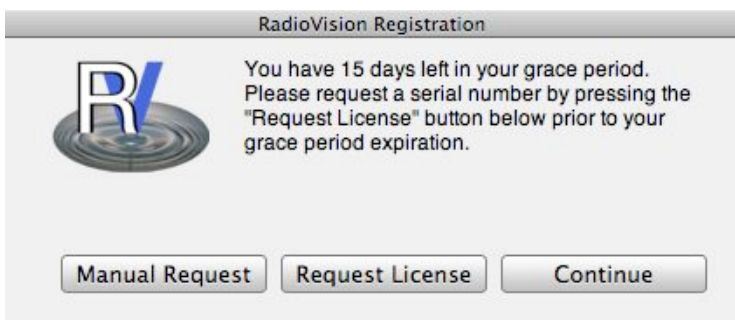 RadioVision Registration
RV
You have 15 days left in your grace period.
Please request a serial number by pressing the
"Request License" button below prior to your
grace period expiration.
Manual Request Request License Continue